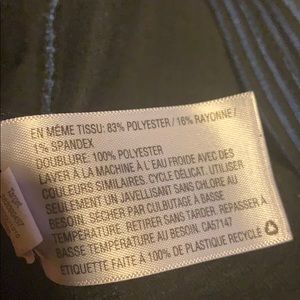 EN MÊME TISSU: 83% POLYESTER / 16% RAYONNE /
1% SPANDEX
DOUBLURE: 100% POLYESTER
LAVER À LA MACHINE À L'EAU FROIDE AVEC DES
COULEURS SIMILAIRES, CYCLE DÉLICAT. UTILISER
SEULEMENT UN JAVELLISANT SANS CHLORE AU
BESOIN. SÉCHER PAR CULBUTAGE À BASSE
TEMPÉRATURE. RETIRER SANS TARDER. REPASSER À
BASSE TEMPÉRATURE AU BESOIN. CA57147
ETIQUETTE FAITE À 100% DE PLASTIQUE RECYCLÉ